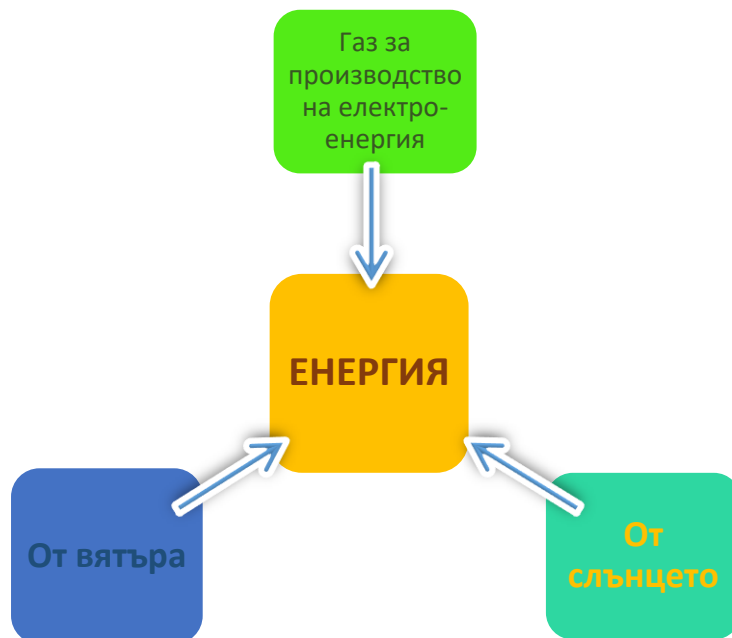 Газ за
производство
на електро-
енергия
ЕНЕРГИЯ
От вятъра
От
слънцето